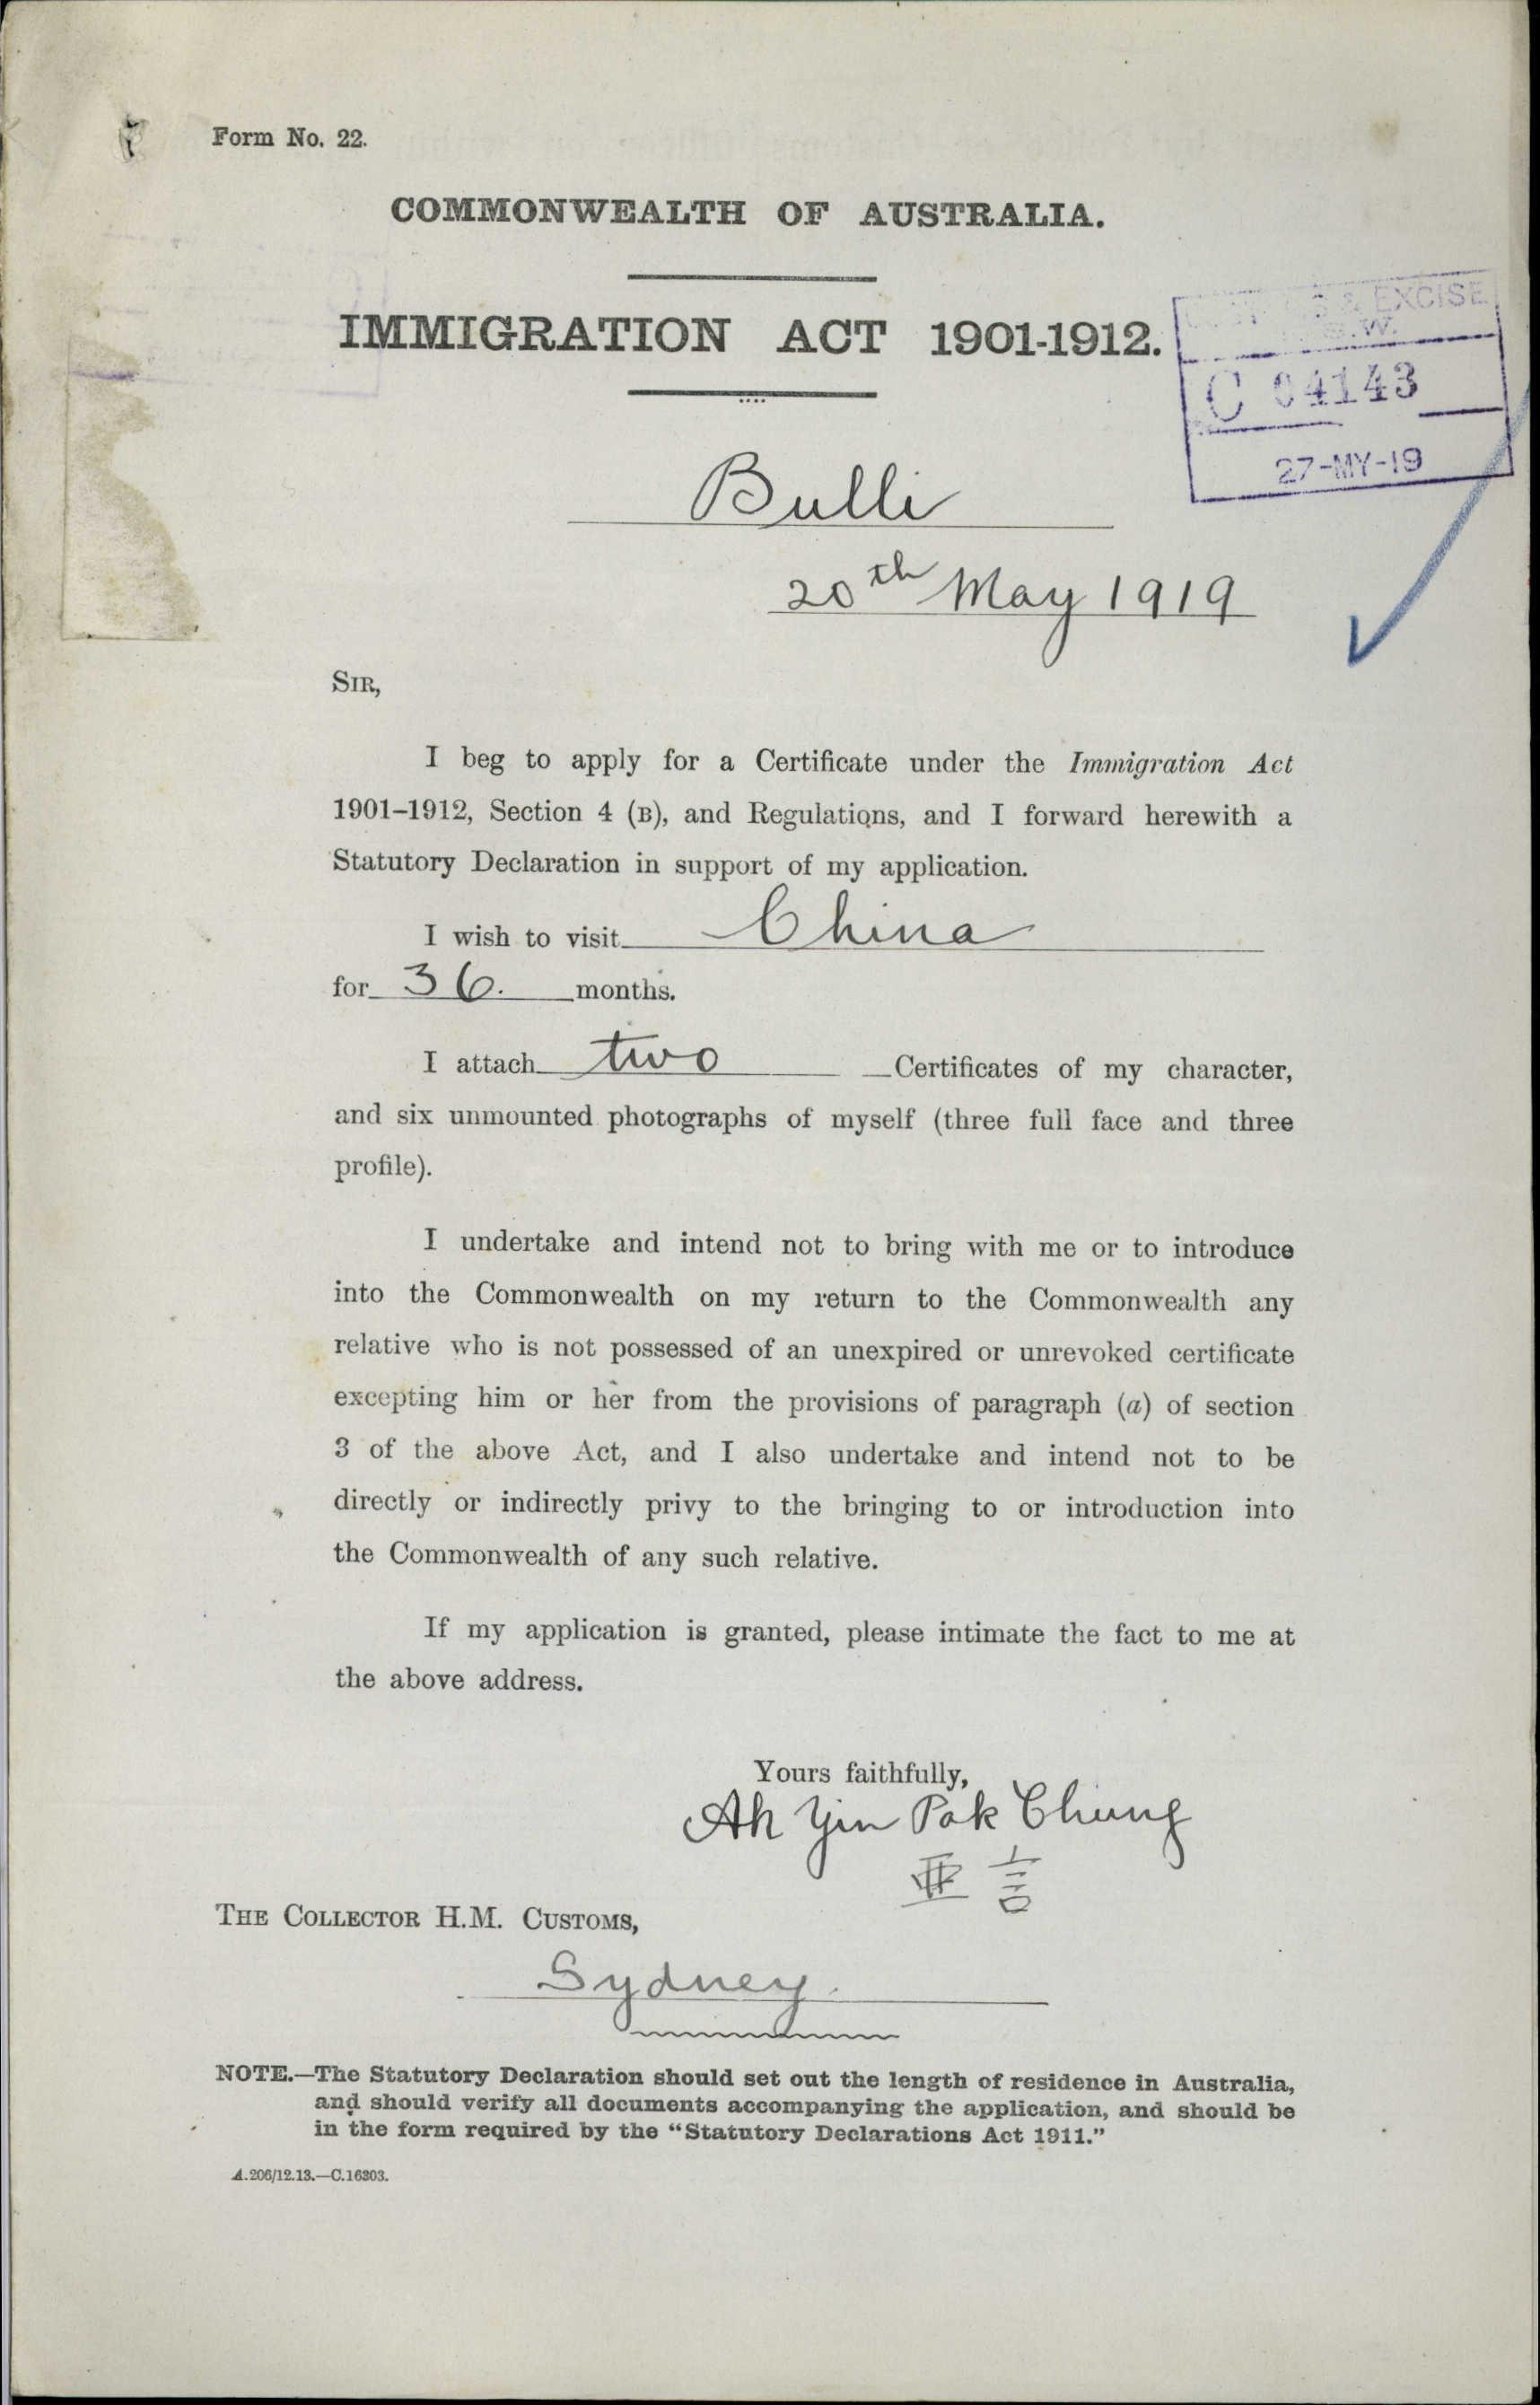 Form No. 22.
COMMONWEALTH OF AUSTRALIA.
IMMIGRATION ACT 1901-1912.
& EXCISE
C 04143
27-MY-19
Bulli
20th May 1919
SIR,
I beg to apply for a Certificate under the Immigration Act
1901–1912, Section 4 (B), and Regulations, and I forward herewith a
Statutory Declaration in support of my application.
I wish to visit China
for 36. months.
I attach two Certificates of my character,
and six unmounted photographs of myself (three full face and three
profile).
I undertake and intend not to bring with me or to introduce
into the Commonwealth on my return to the Commonwealth any
relative who is not possessed of an unexpired or unrevoked certificate
excepting him or her from the provisions of paragraph (a) of section
3 of the above Act, and I also undertake and intend not to be
directly or indirectly privy to the bringing to or introduction into
the Commonwealth of any such relative.
If my application is granted, please intimate the fact to me at
the above address.
Yours faithfully,
Ah Yin Pak Chung
亜言
THE COLLECTOR H.M. CUSTOMS,
Sydney.
NOTE.—The Statutory Declaration should set out the length of residence in Australia,
and should verify all documents accompanying the application, and should be
in the form required by the “Statutory Declarations Act 1911.”
A.206/12.13.—C.16303.